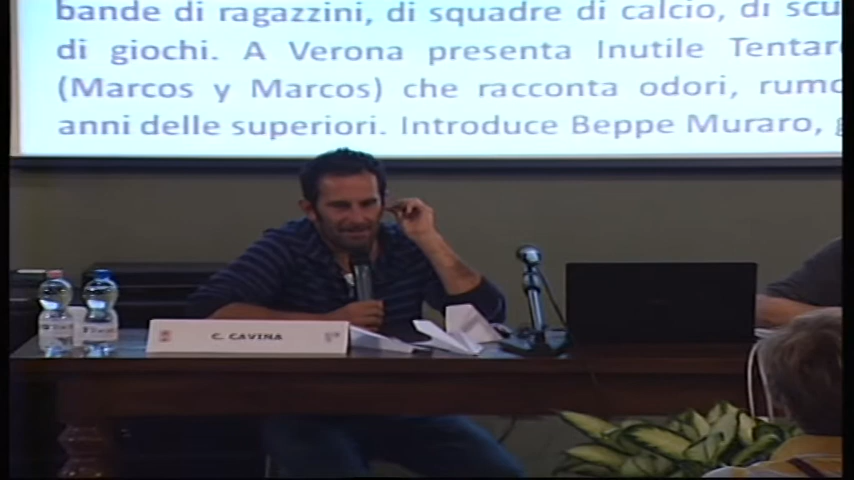 bande di ragazzini, di squadre di calcio, di scu
di giochi. A Verona presenta Inutile Tentar
(Marcos y Marcos) che racconta odori, rumo
anni delle superiori. Introduce Beppe Muraro, g
C. CAVINA